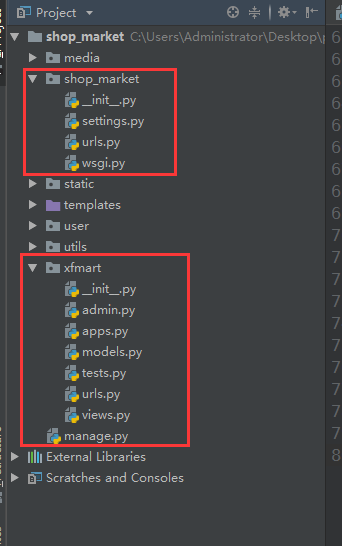 Project
shop_market C:\Users\Administrator\Desktop\
media
shop_market
__init__.py
settings.py
urls.py
wsgi.py
static
templates
user
utils
xfmart
__init__.py
admin.py
apps.py
models.py
tests.py
urls.py
views.py
manage.py
External Libraries
Scratches and Consoles